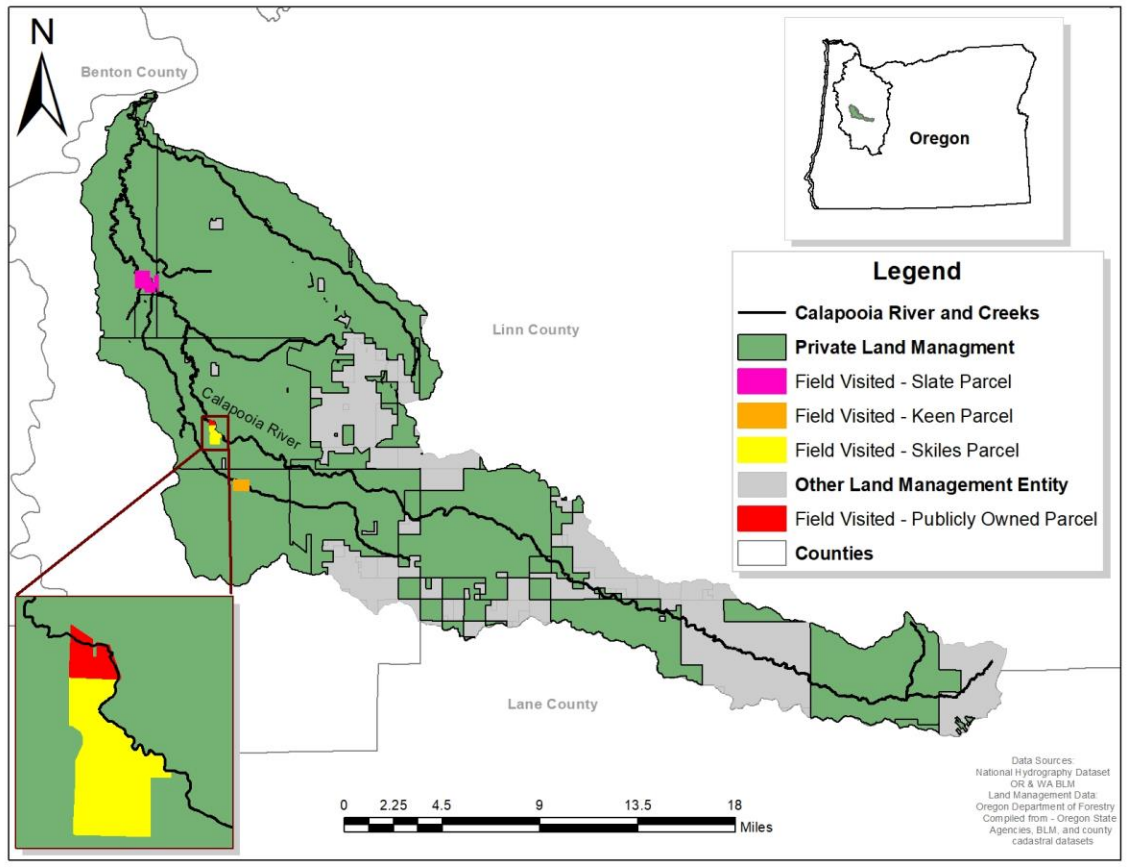 N
Benton County
Oregon
Legend
Calapooia River and Creeks
Private Land Managment
Field Visited - Slate Parcel
Field Visited - Keen Parcel
Field Visited - Skiles Parcel
Other Land Management Entity
Field Visited - Publicly Owned Parcel
Counties
Linn County
Calapooia River
Lane County
0 2.25 4.5 9 13.5 18
Miles
Data Sources:
National Hydrography Dataset
OR & WA BLM
Land Management Data:
Oregon Department of Forestry
Compiled from - Oregon State
Agencies, BLM, and county
cadastral datasets